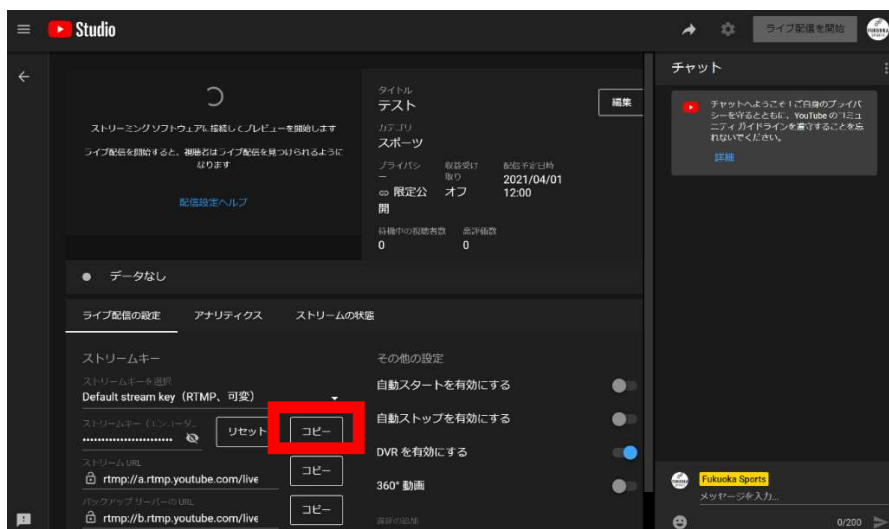 Studio
ライブ配信を開始
ストリーミングソフトウェアに接続してプレビューを開始します
ライブ配信を開始すると、視聴者はライブ配信を見つけられるように
なります
配信設定ヘルプ
タイトル
テスト
編集
カテゴリ
スポーツ
プライバシ
ー
限定公
開
収益受け
取り
オフ
配信予定日時
2021/04/01
12:00
待機中の視聴者数
0
高評価数
0
データなし
ライブ配信の設定
アナリティクス
ストリームの状態
ストリームキー
ストリームキーを選択
Default stream key（RTMP、可変）
ストリームキー（エンコーダ...
リセット
コピー
ストリーム URL
rtmp://a.rtmp.youtube.com/live
コピー
バックアップ サーバーの URL
rtmp://b.rtmp.youtube.com/live
コピー
その他の設定
自動スタートを有効にする
自動ストップを有効にする
DVR を有効にする
360° 動画
遅延の追加
チャット
チャットへようこそ！ご自身のプライバ
シーを守るとともに、YouTube のコミュ
ニティ ガイドラインを遵守することを忘
れないでください。
詳細
Fukuoka Sports
メッセージを入力...
0/200